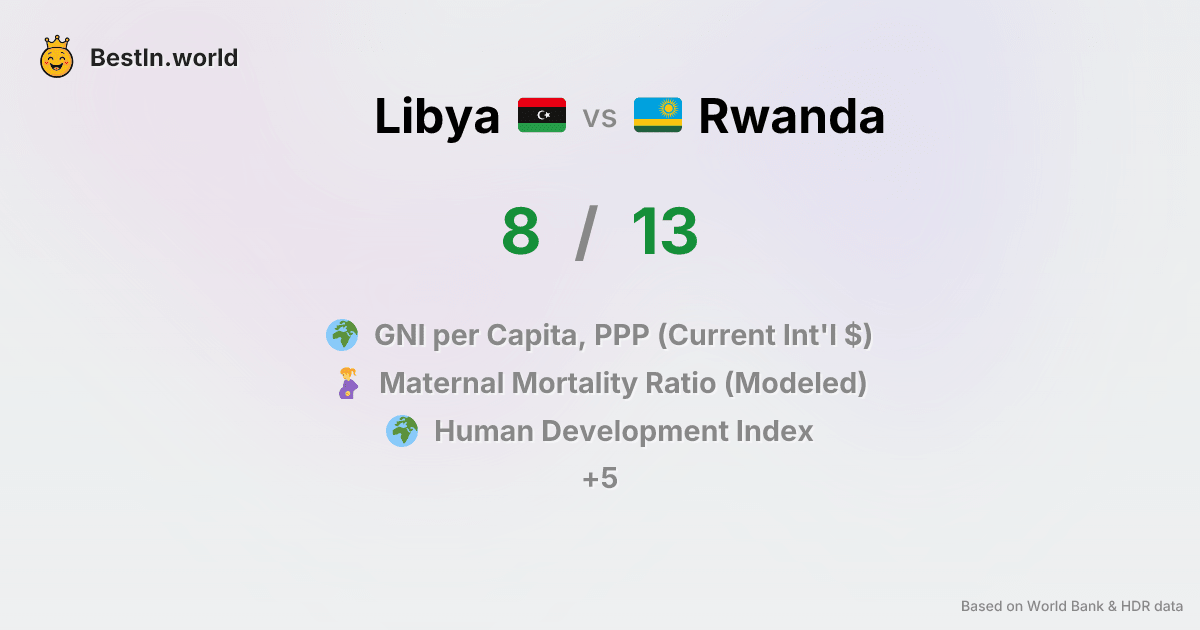 BestIn.world
Libya vs Rwanda
8 / 13
GNI per Capita, PPP (Current Int'l $)
Maternal Mortality Ratio (Modeled)
Human Development Index
+5
Based on World Bank & HDR data